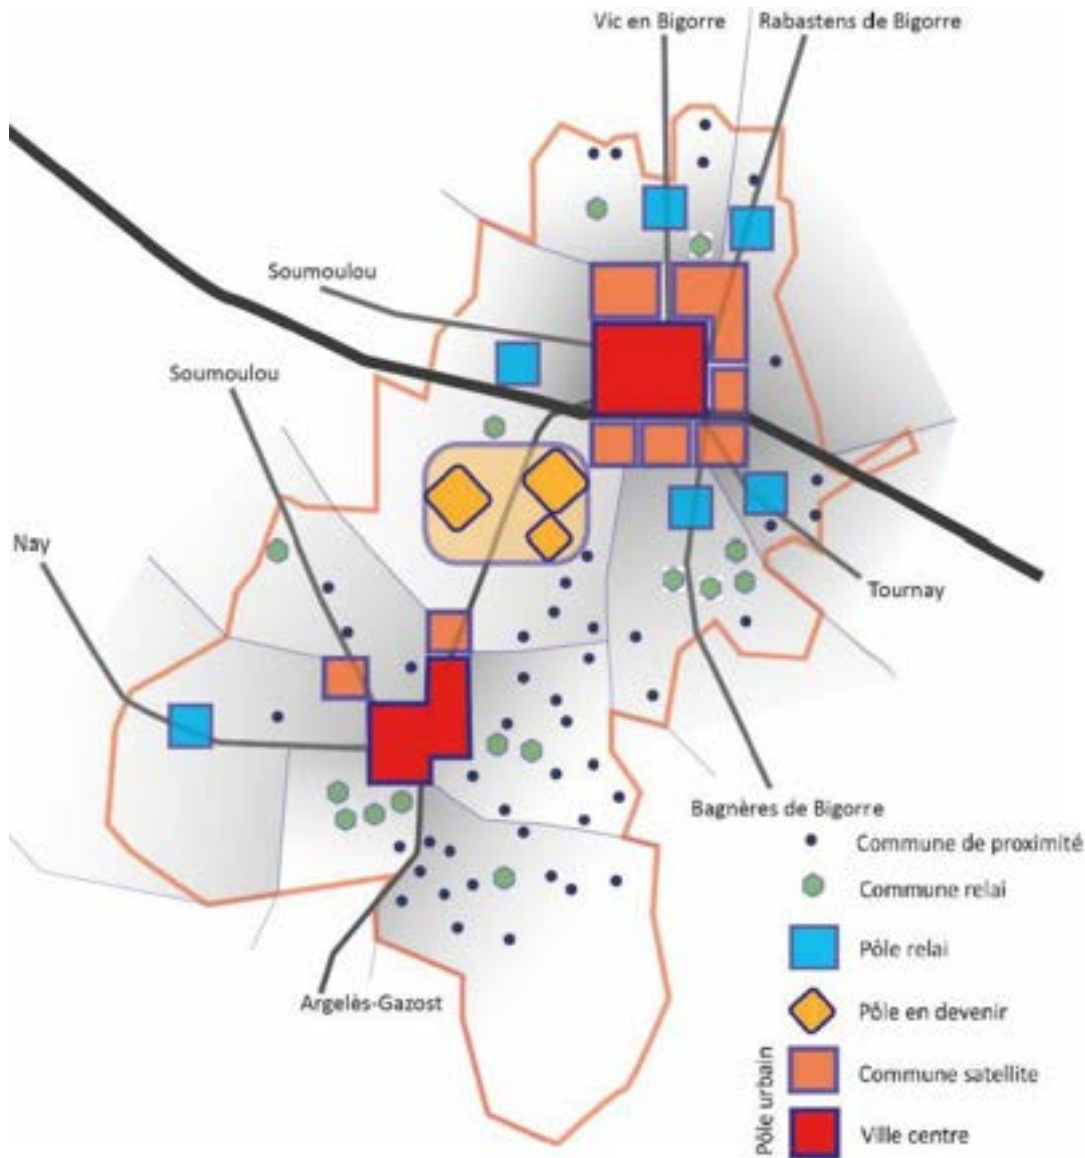 Vic en Bigorre
Rabastens de Bigorre
Soumoulou
Soumoulou
Nay
Tournay
Bagnères de Bigorre
Argelès-Gazost
Commune de proximité
Commune relai
Pôle relai
Pôle en devenir
Pôle urbain
Commune satellite
Ville centre